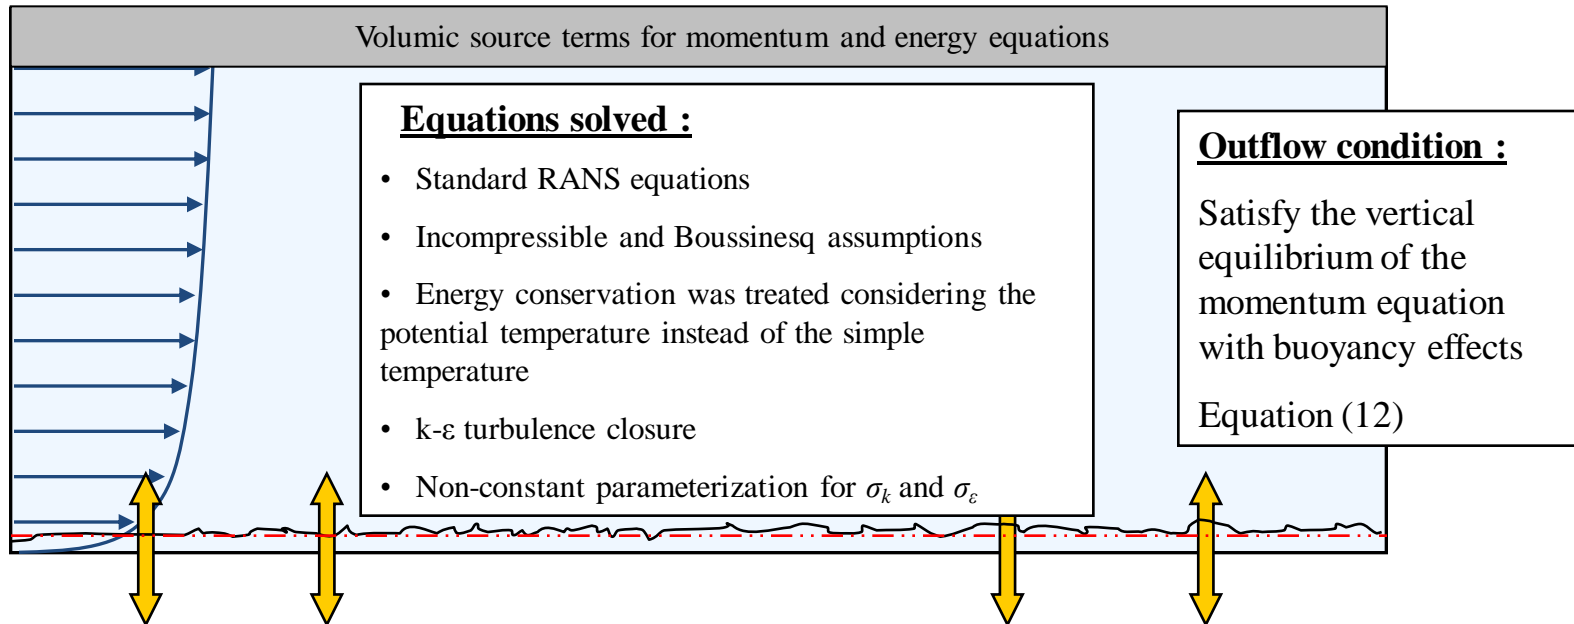 Volumic source terms for momentum and energy equations
Equations solved :
• Standard RANS equations
• Incompressible and Boussinesq assumptions
• Energy conservation was treated considering the
potential temperature instead of the simple
temperature
• k-ε turbulence closure
• Non-constant parameterization for σk and σε
Outflow condition :
Satisfy the vertical
equilibrium of the
momentum equation
with buoyancy effects
Equation (12)